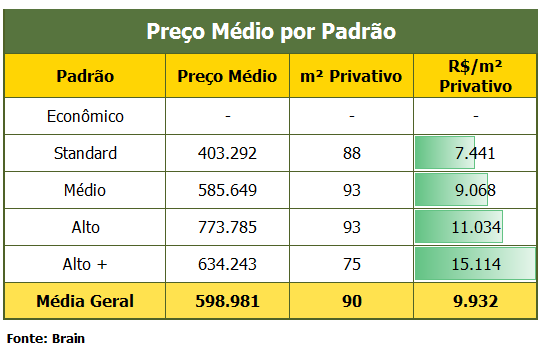 Preço Médio por Padrão
Padrão Preço Médio m² Privativo R$/m² Privativo
Econômico - - -
Standard 403.292 88 7.441
Médio 585.649 93 9.068
Alto 773.785 93 11.034
Alto + 634.243 75 15.114
Média Geral 598.981 90 9.932
Fonte: Brain